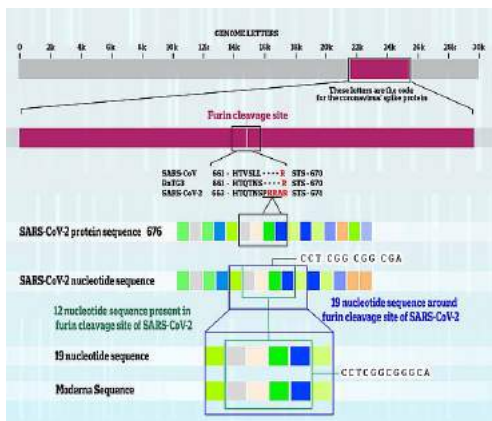 GENOME LETTERS
0 2k 4k 6k 8k 10k 12k 14k 16k 18k 20k 22k 24k 26k 28k 30k
These letters are the code
for the coronavirus spike protein
Furin cleavage site
SARS-CoV 661 - HTVSLL----R STS-670
RaTG3 661 - HTQTNS----R STS-670
SARS-CoV-2 HTQTNSPRRAR STS-674
SARS-CoV-2 protein sequence 676
CCT CGG CGG CGA
SARS-CoV-2 nucleotide sequence
12 nucleotide sequence present in
furin cleavage site of SARS-CoV-2
19 nucleotide sequence around
furin cleavage site of SARS-CoV-2
19 nucleotide sequence
CCTCGGCGGGCA
Moderna Sequence